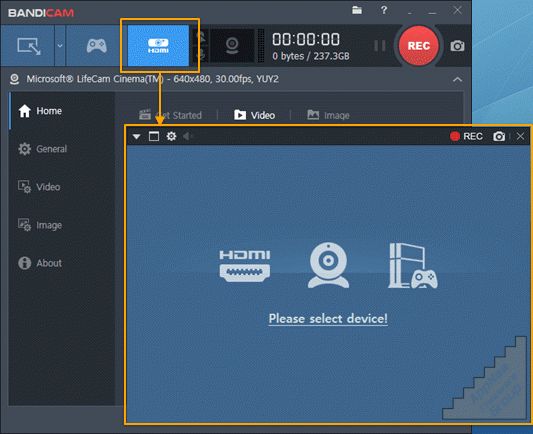 BANDICAM
?
HDMI
00:00:00
0 bytes / 237.3GB
REC
Microsoft® LifeCam Cinema(TM) - 640x480, 30.00fps, YUY2
Home
Get Started
Video
Image
General
Video
Image
About
REC
HDMI
Please select device!